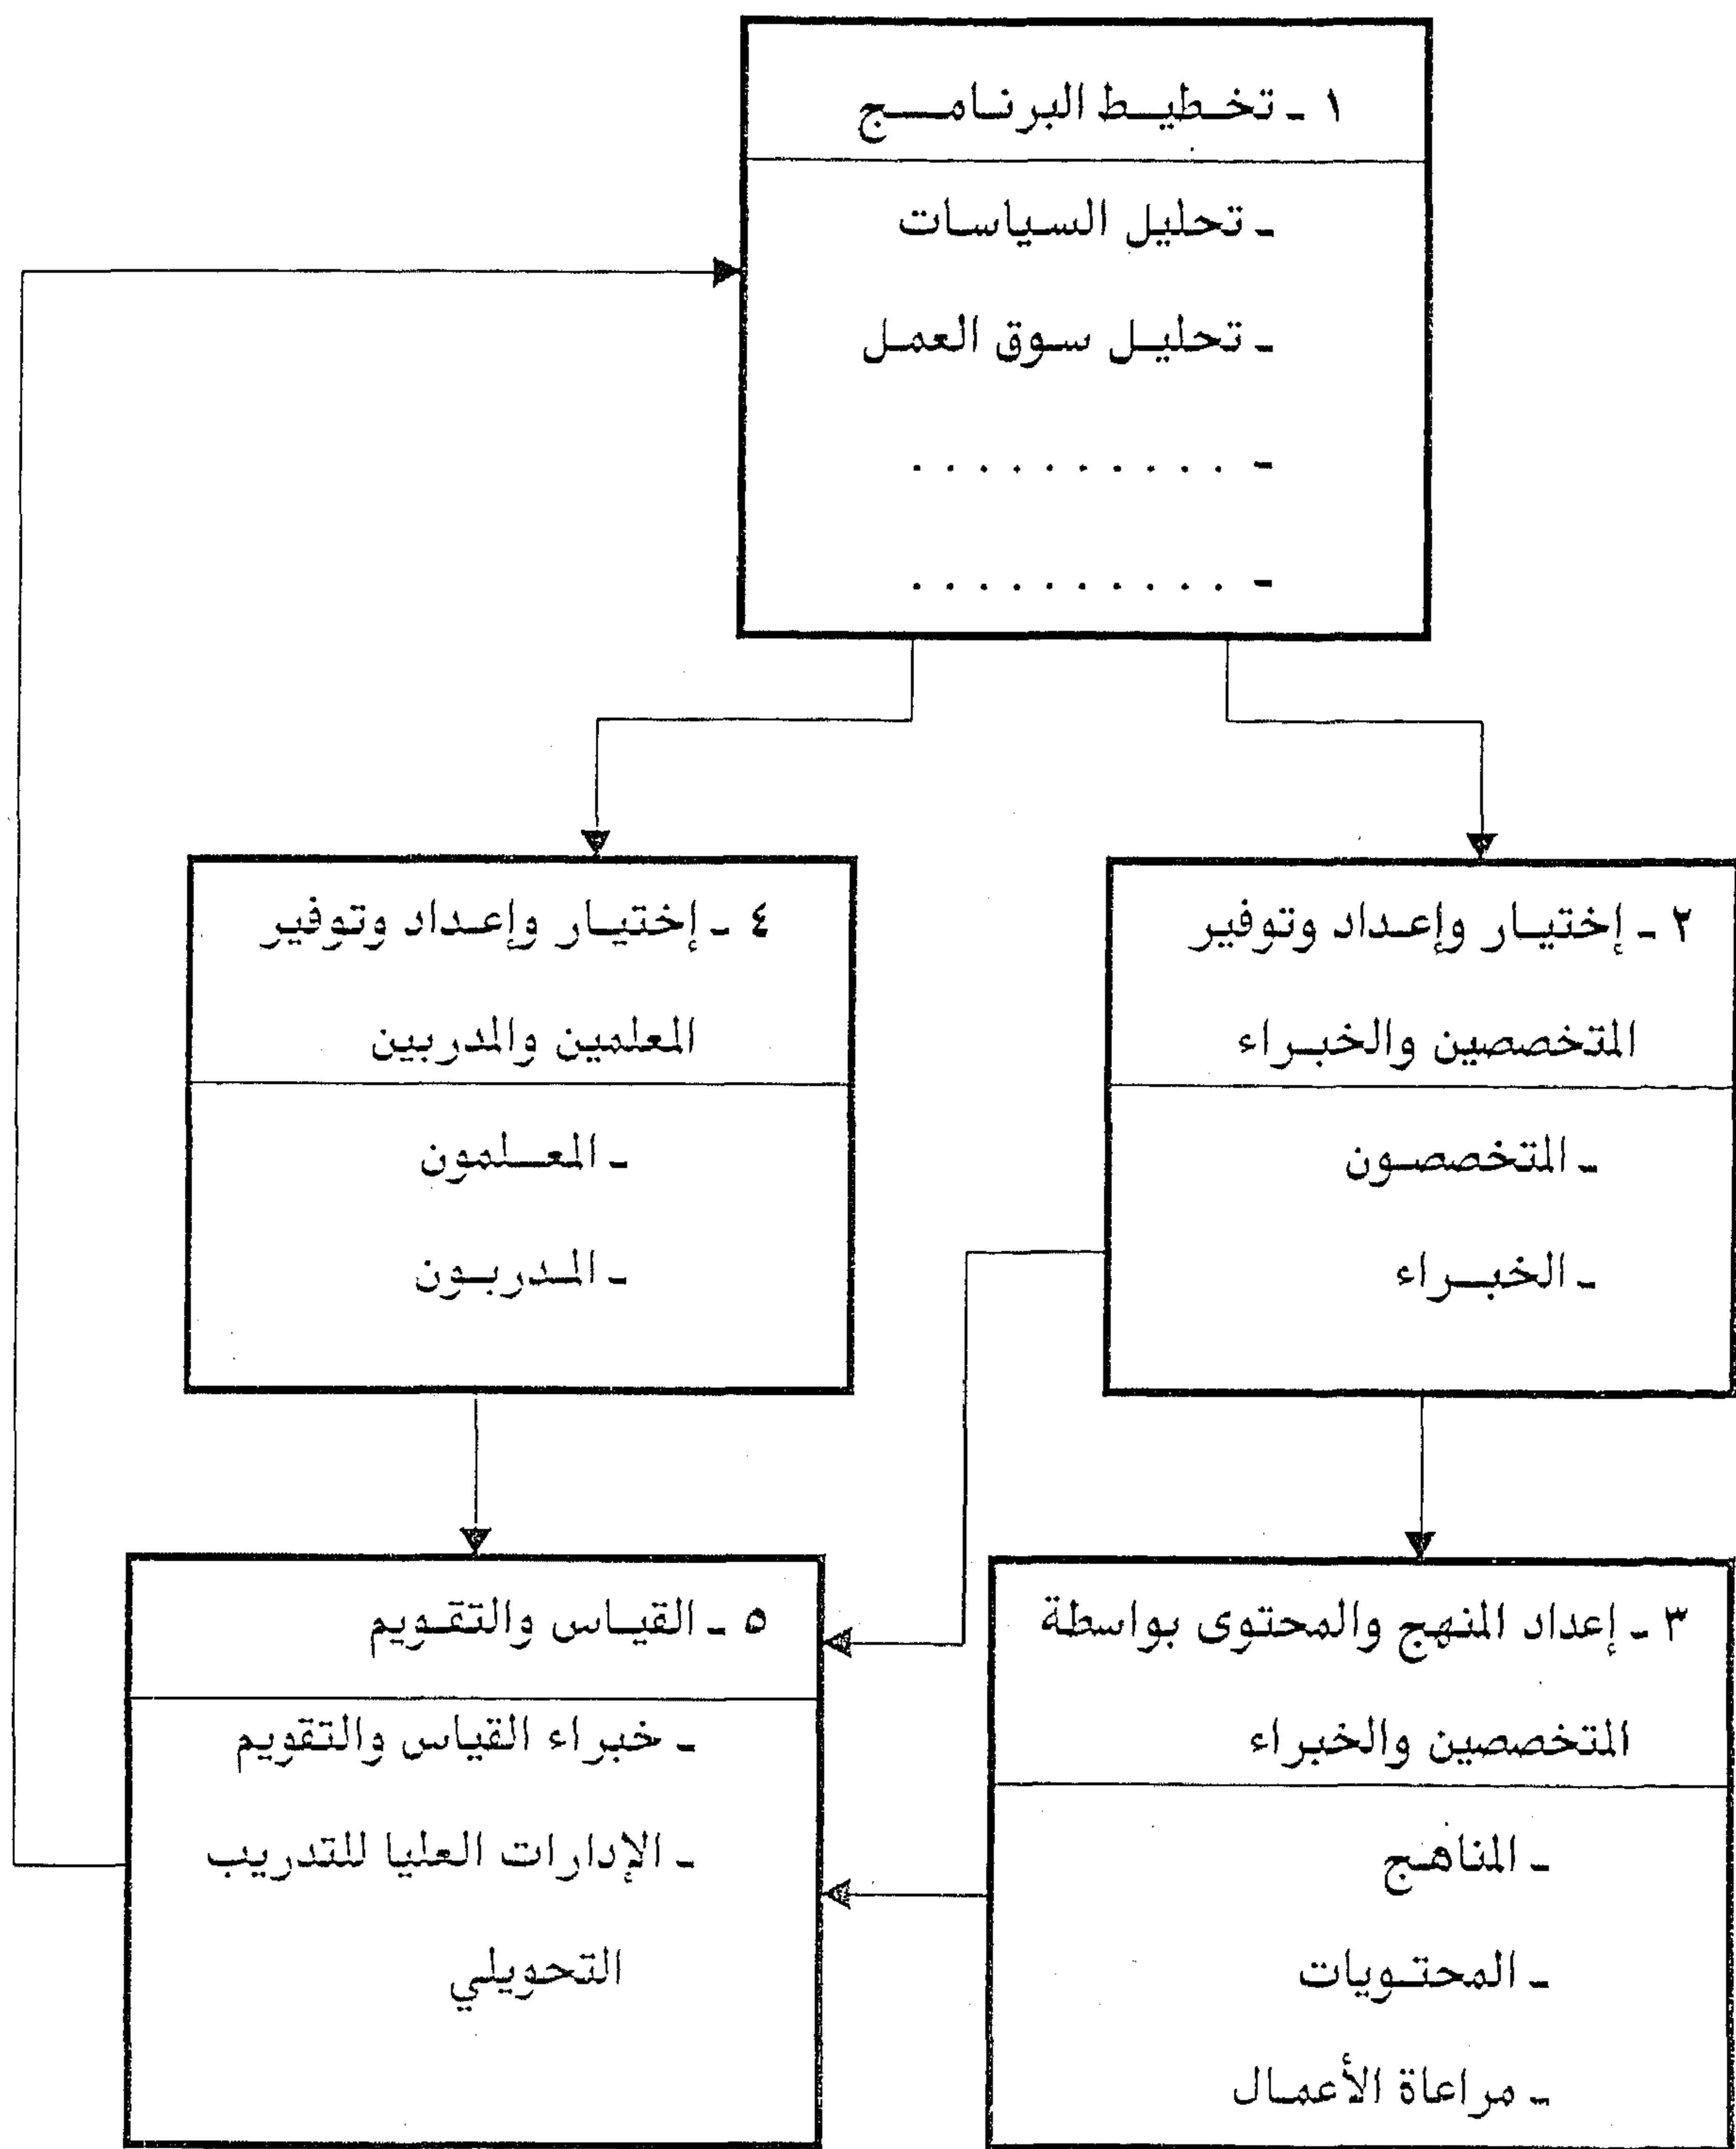 ١ - تخطيط البرنامج
- تحليل السياسات
- تحليل سوق العمل
- . . . . . . . . . .
- . . . . . . . . . .
٢ - إختيار وإعداد وتوفير
المتخصصين والخبراء
- المتخصصون
- الخبراء
٣ - إعداد المنهج والمحتوى بواسطة
المتخصصين والخبراء
- المناهج
- المحتويات
- مراعاة الأعمال
٤ - إختيار وإعداد وتوفير
المعلمين والمدربين
- المعلمون
- المدربون
٥ - القياس والتقويم
- خبراء القياس والتقويم
- الإدارات العليا للتدريب
التحويلي